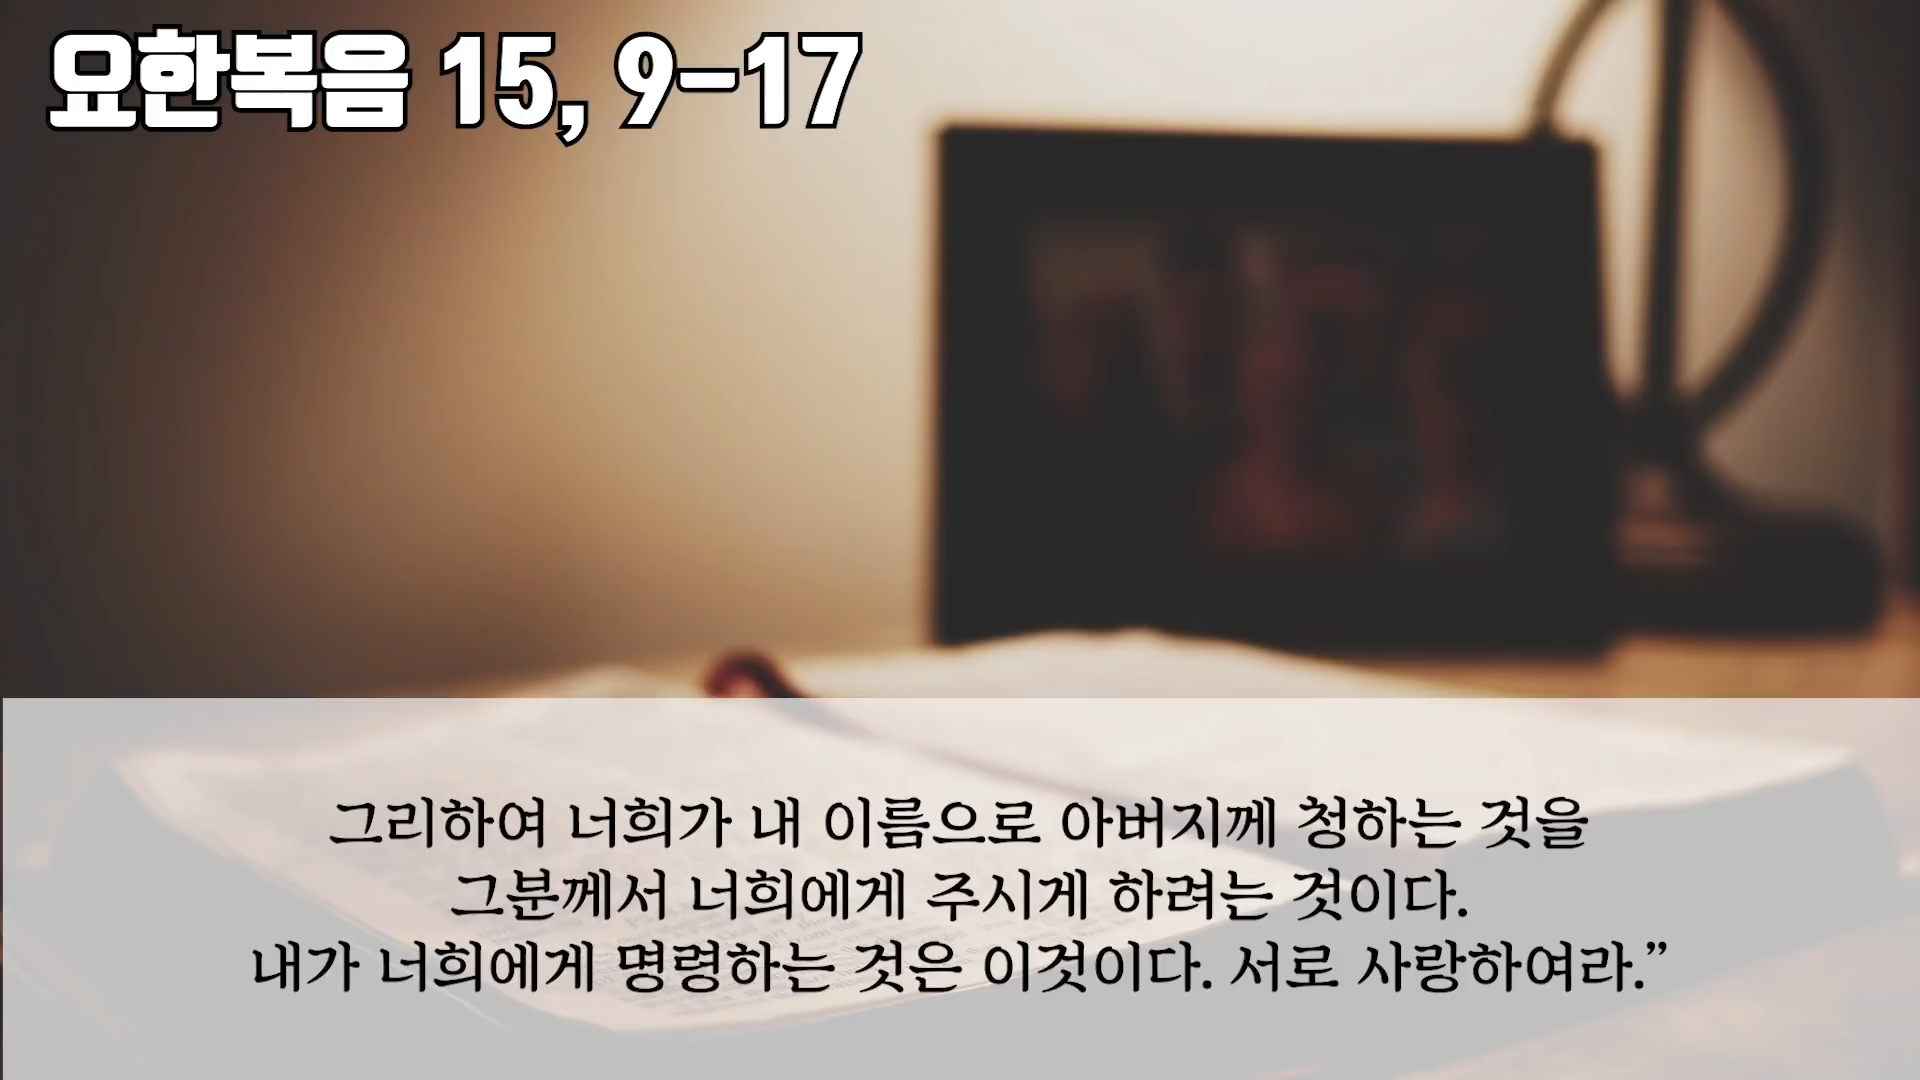 요한복음 15, 9-17
그리하여 너희가 내 이름으로 아버지께 청하는 것을
그분께서 너희에게 주시게 하려는 것이다.
내가 너희에게 명령하는 것은 이것이다. 서로 사랑하여라.”